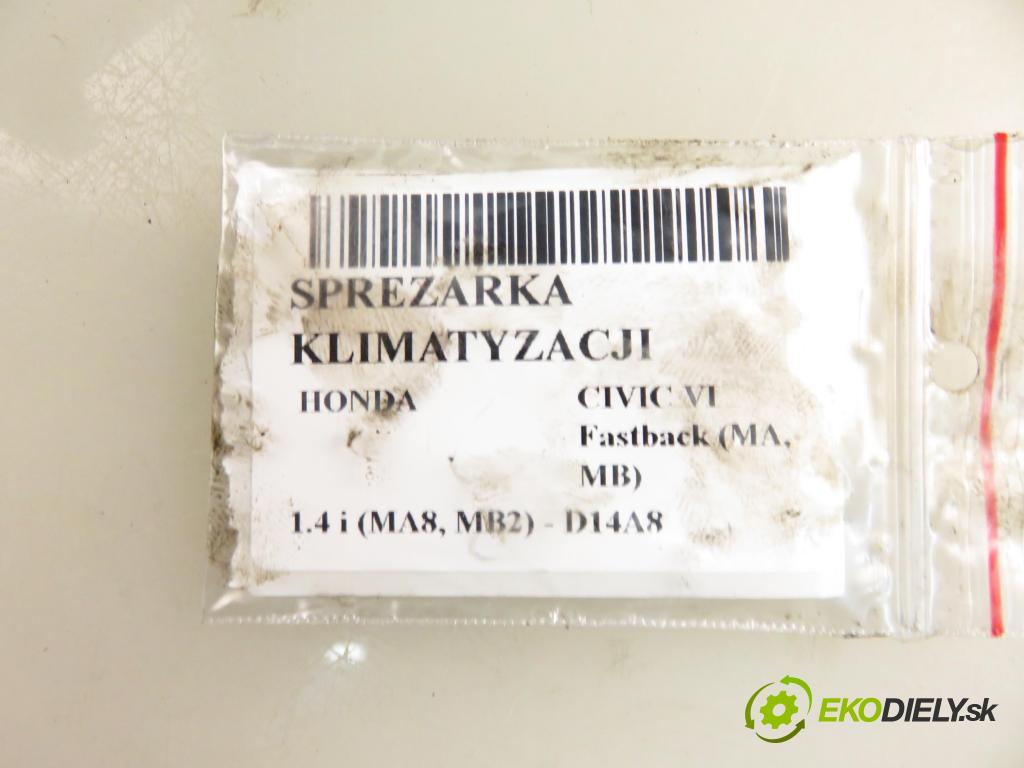 SPREZARKA
KLIMATYZACJI
HONDA CIVIC VI
Fastback (MA,
MB)
1.4 i (MA8, MB2) - D14A8
EKODIELY.sk